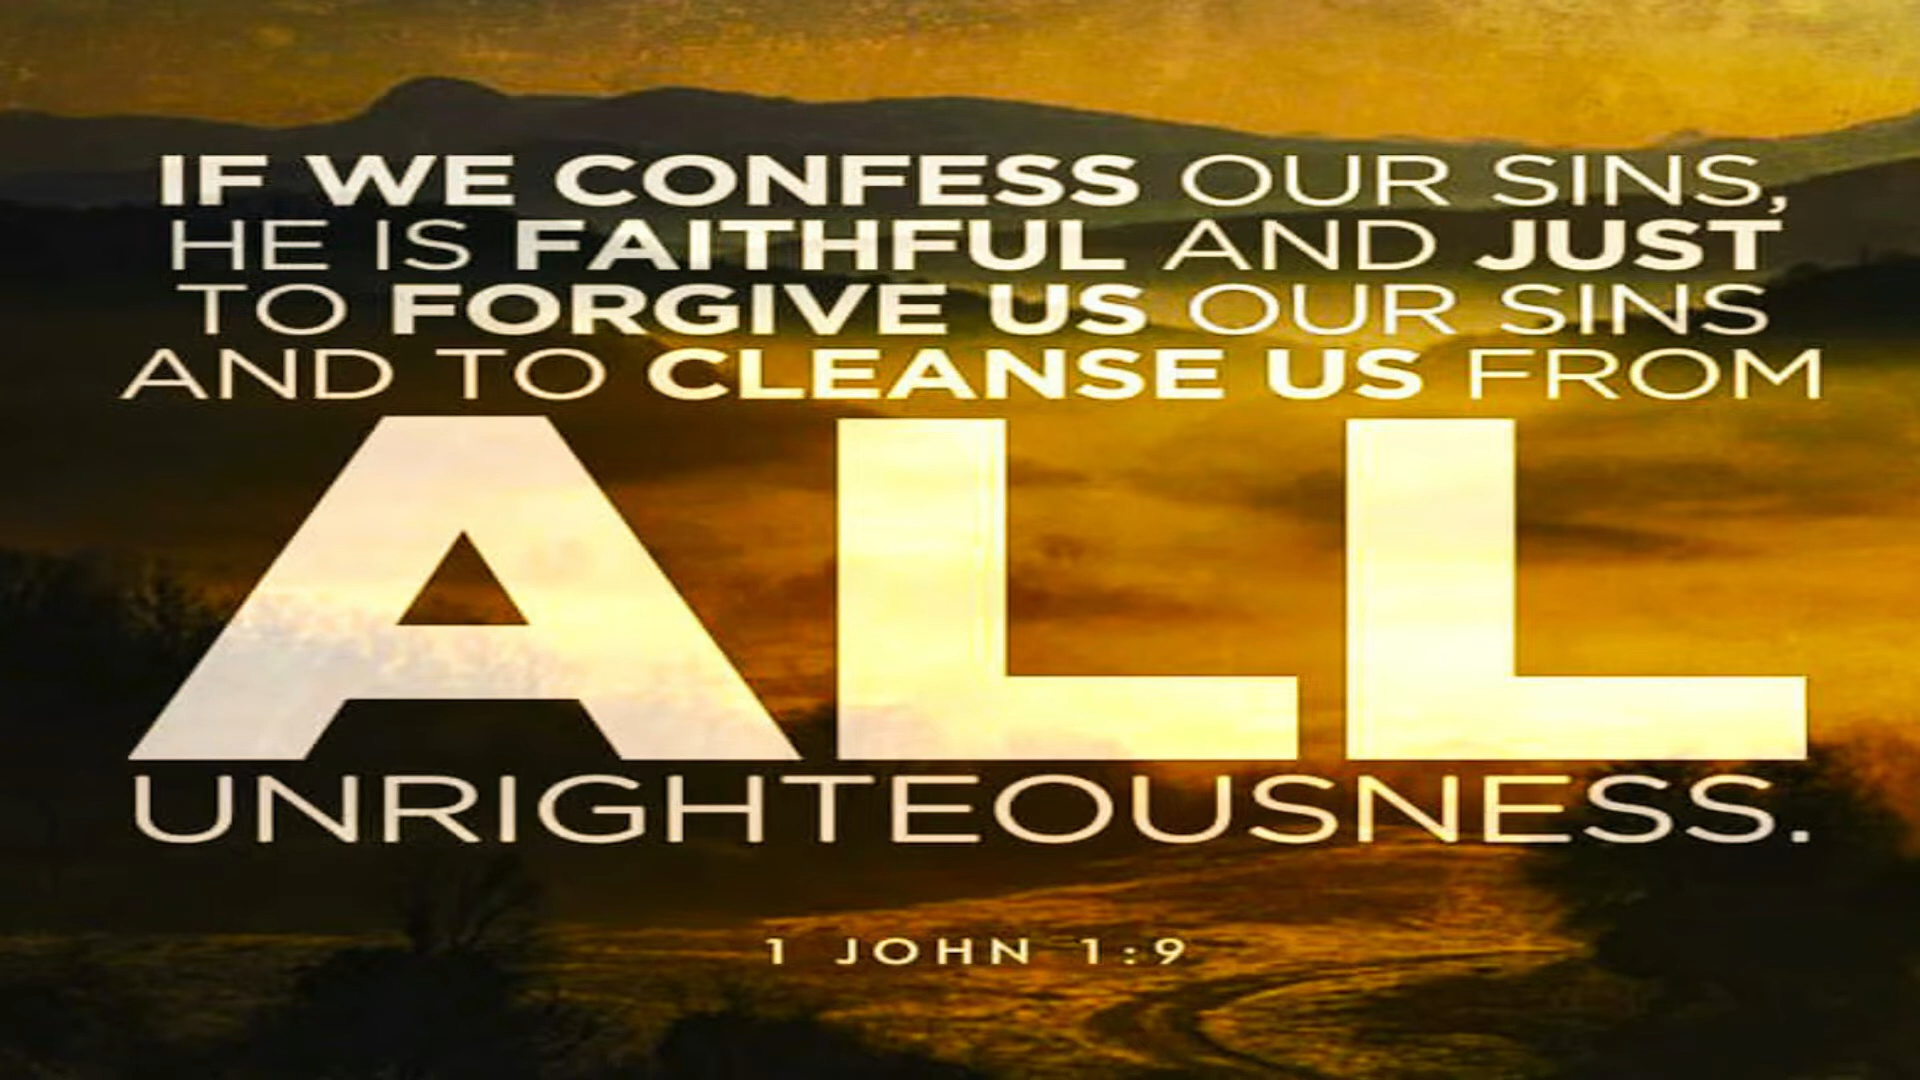 IF WE CONFESS OUR SINS,
HE IS FAITHFUL AND JUST
TO FORGIVE US OUR SINS
AND TO CLEANSE US FROM
ALL
UNRIGHTEOUSNESS.
1 JOHN 1:9